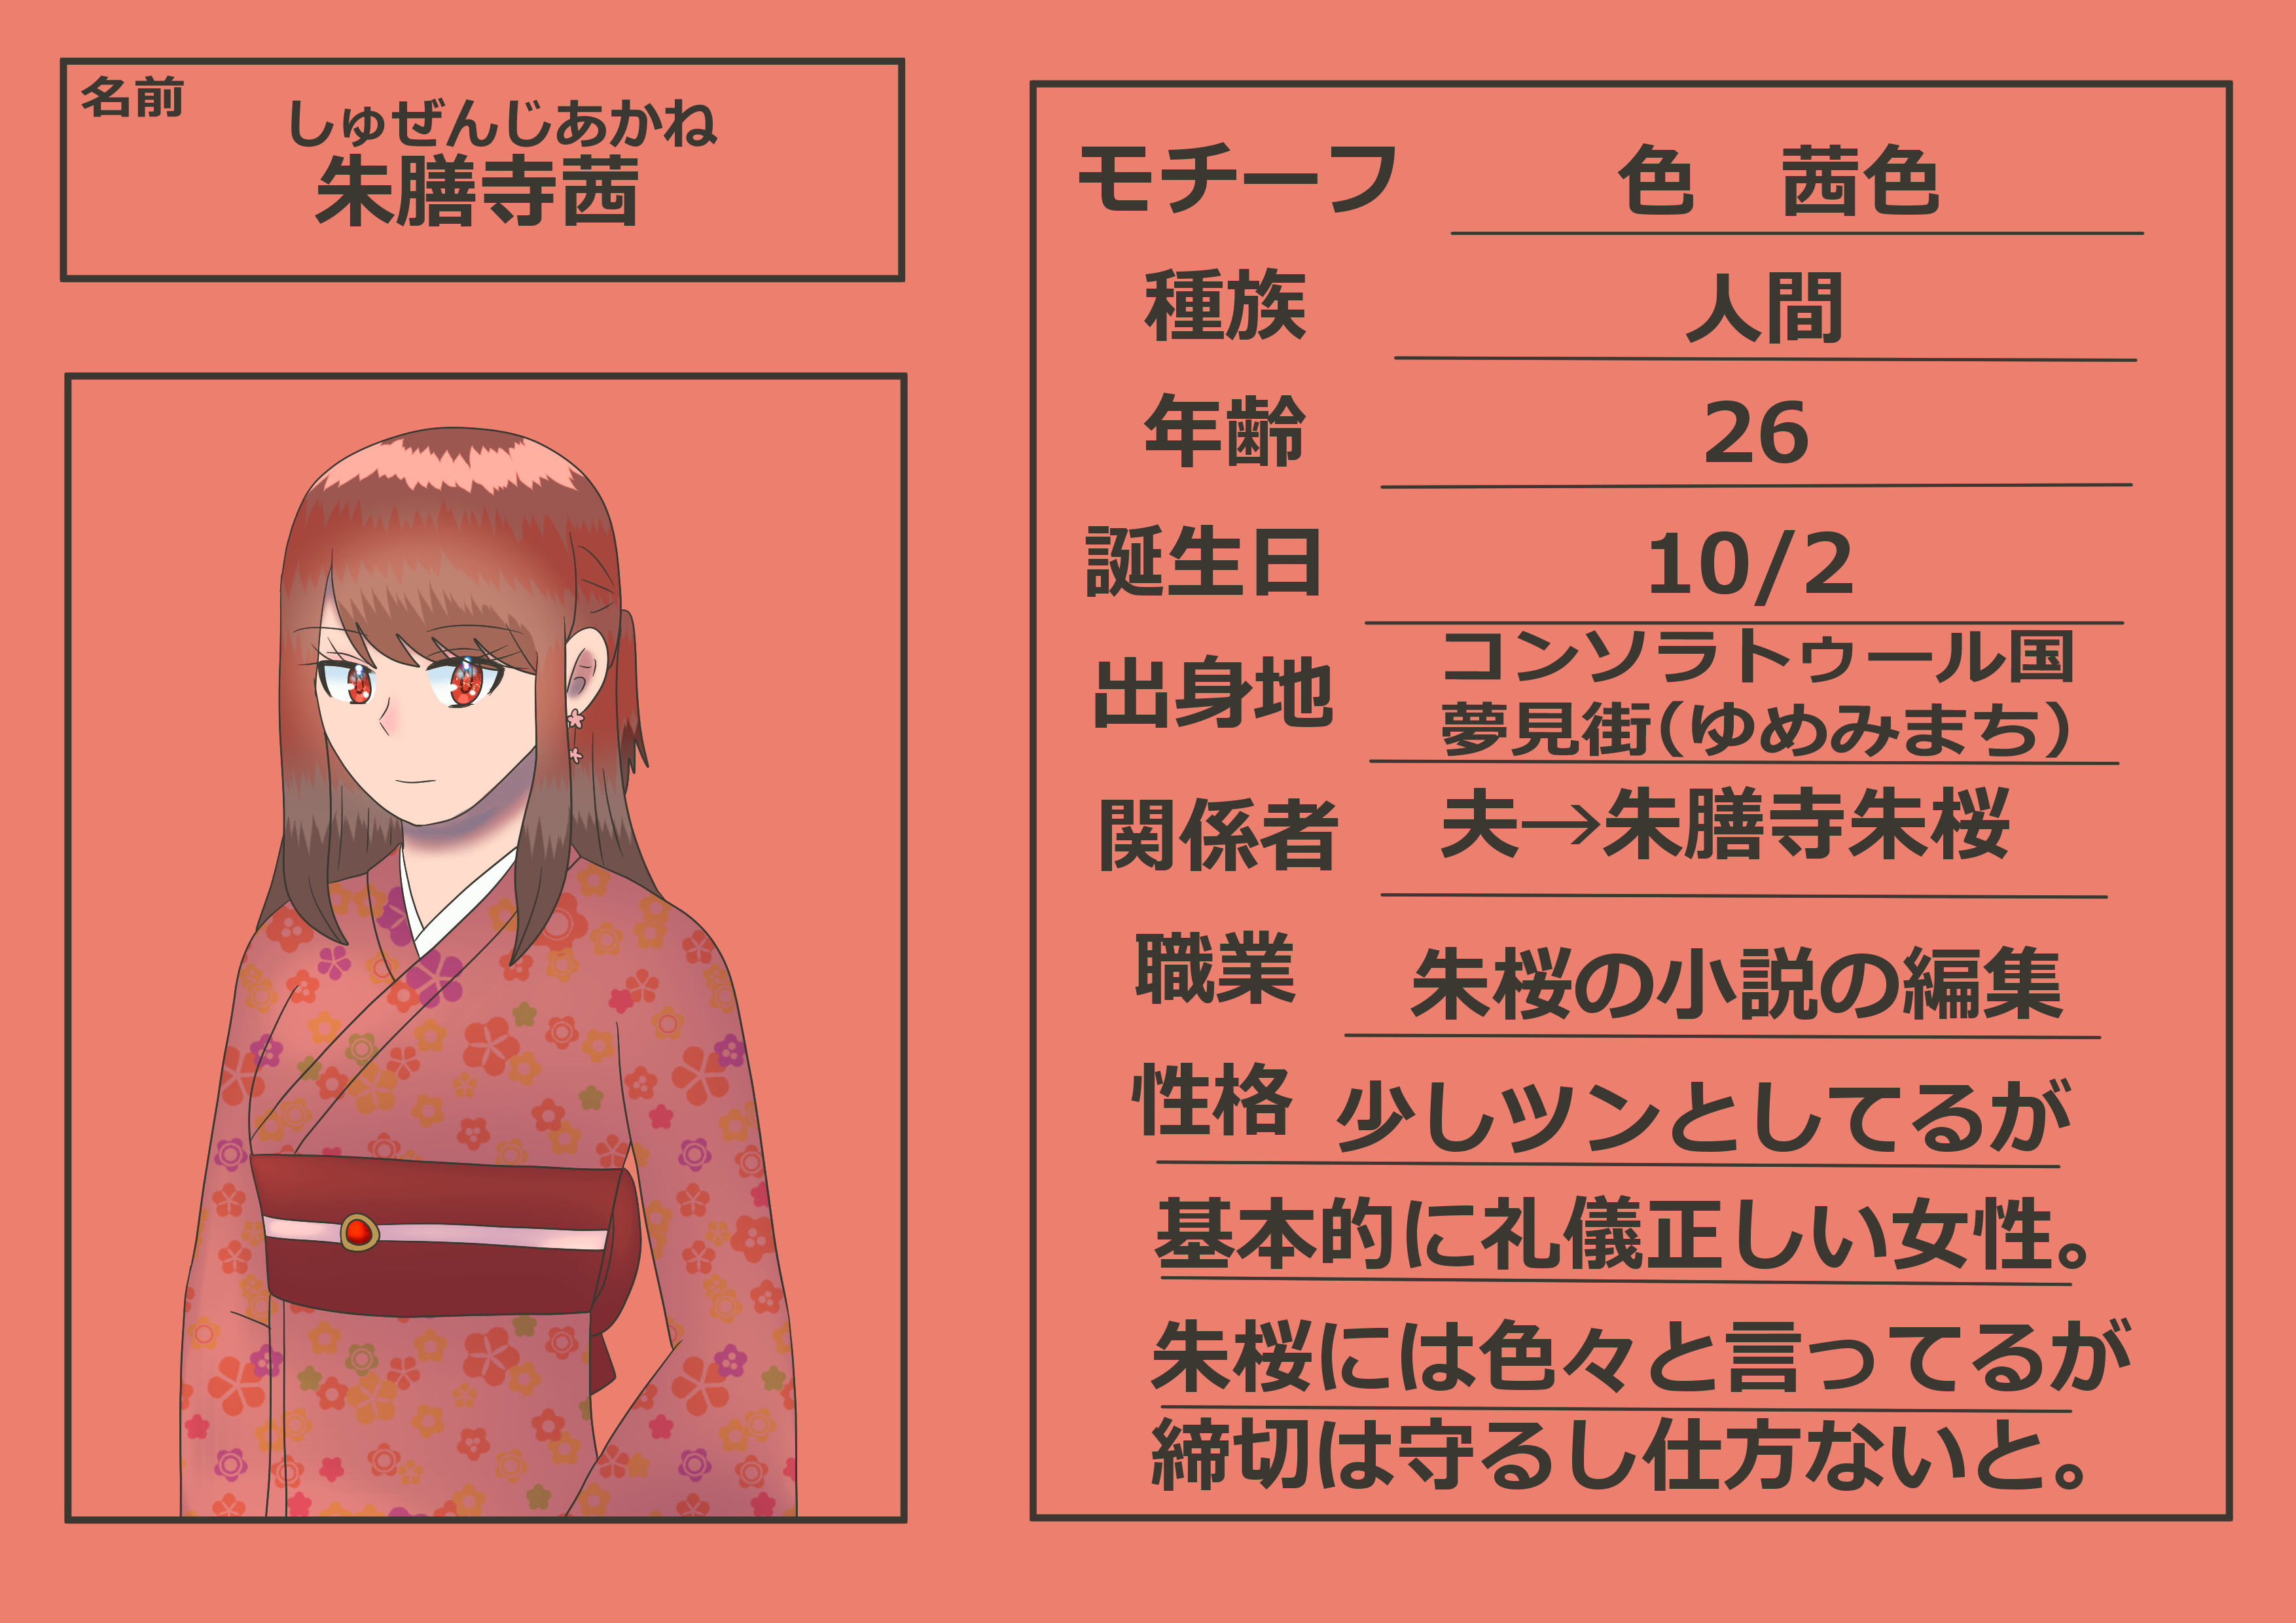 名前
しゅぜんじあかね
朱膳寺茜
モチーフ 色 茜色
種族 人間
年齢 26
誕生日 10/2
出身地 コンソラトゥール国
夢見街(ゆめみまち)
関係者 夫→朱膳寺朱桜
職業 朱桜の小説の編集
性格 少しツンとしてるが
基本的に礼儀正しい女性。
朱桜には色々と言ってるが
締切は守るし仕方ないと。